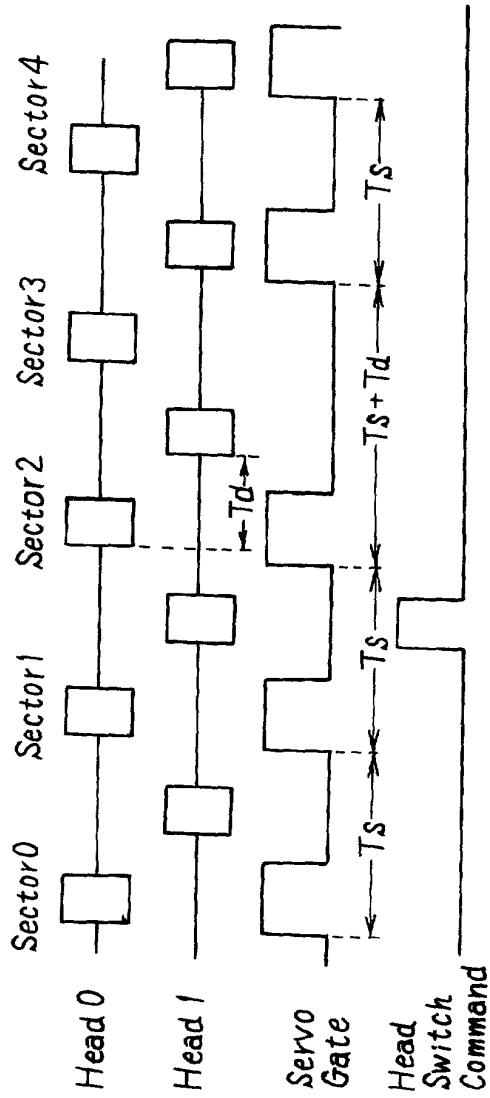 Sector0 Sector1 Sector2 Sector3 Sector4
Head 0
Head 1
Td
Servo
Gate
Ts Ts Ts+Td Ts
Head
Switch
Command